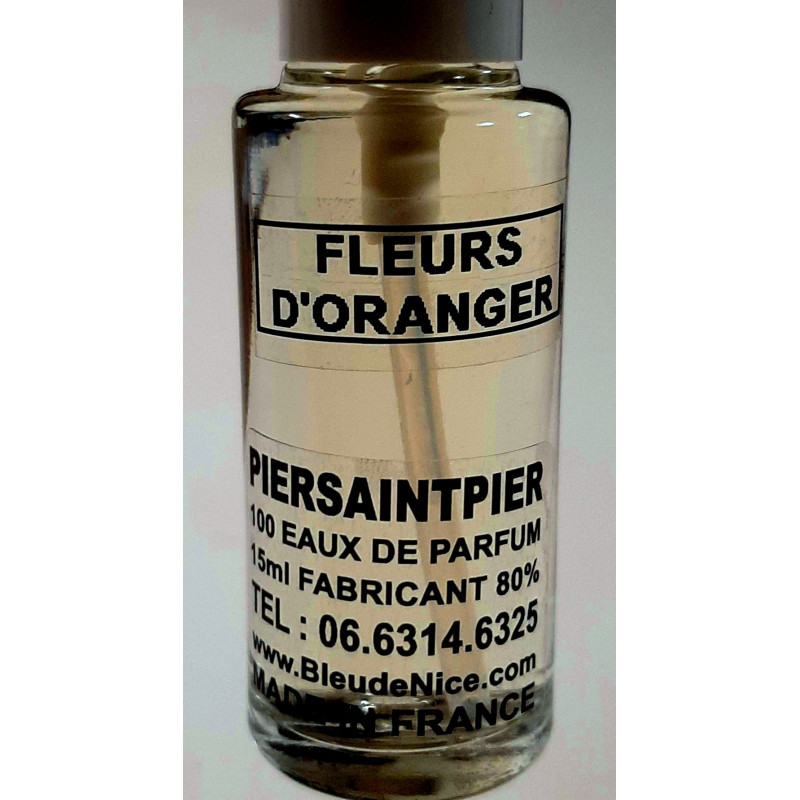 FLEURS
D'ORANGER
PIERSAINTPIER
100 EAUX DE PARFUM
15ml FABRICANT 80%
TEL : 06.6314.6325
www.BleudeNice.com
MADE IN FRANCE